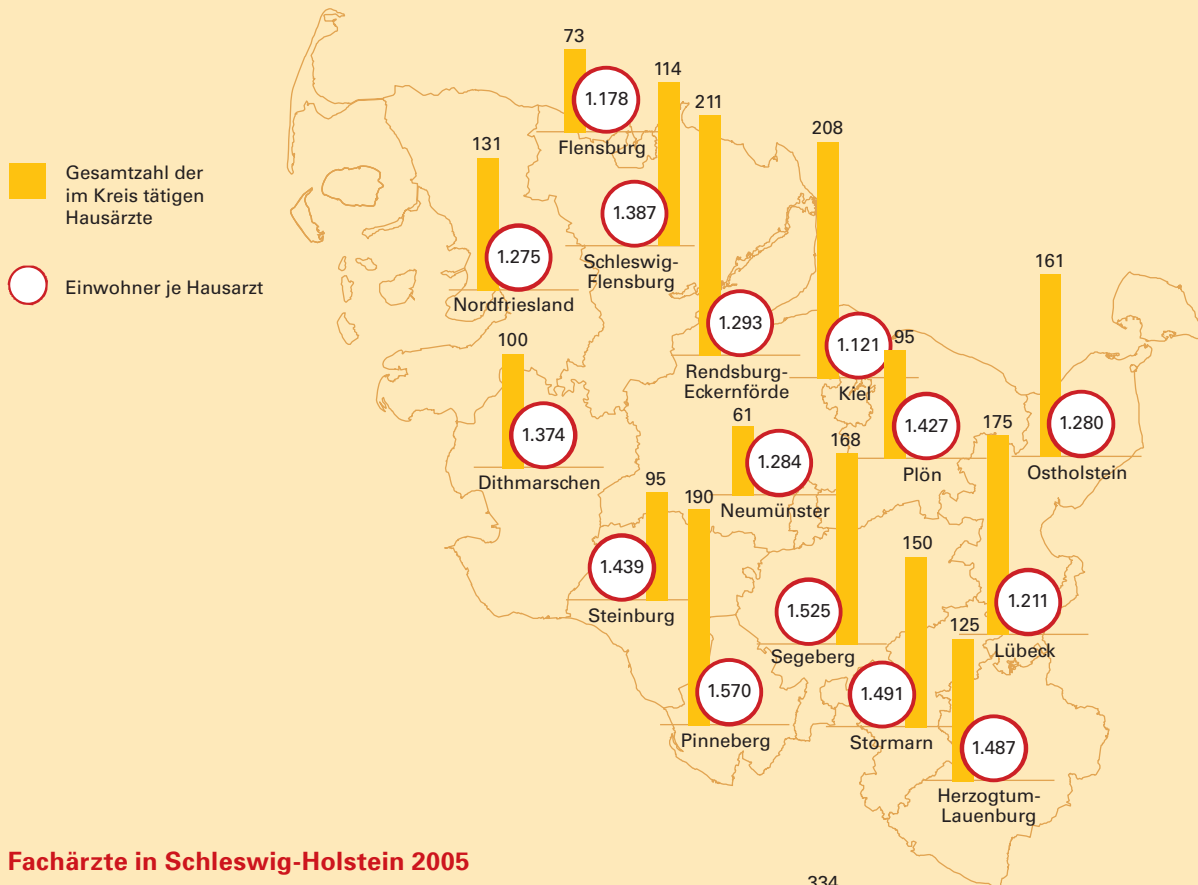 73
1.178
Flensburg
114
1.387
Schleswig-
Flensburg
211
1.293
Rendsburg-
Eckernförde
208
1.121
Kiel
131
1.275
Nordfriesland
Gesamtzahl der
im Kreis tätigen
Hausärzte
Einwohner je Hausarzt
161
1.280
Ostholstein
100
1.374
Dithmarschen
95
1.427
Plön
61
1.284
Neumünster
168
1.525
Segeberg
175
1.211
Lübeck
95
1.439
Steinburg
190
1.570
Pinneberg
150
1.491
Stormarn
125
1.487
Herzogtum-
Lauenburg
Fachärzte in Schleswig-Holstein 2005
334